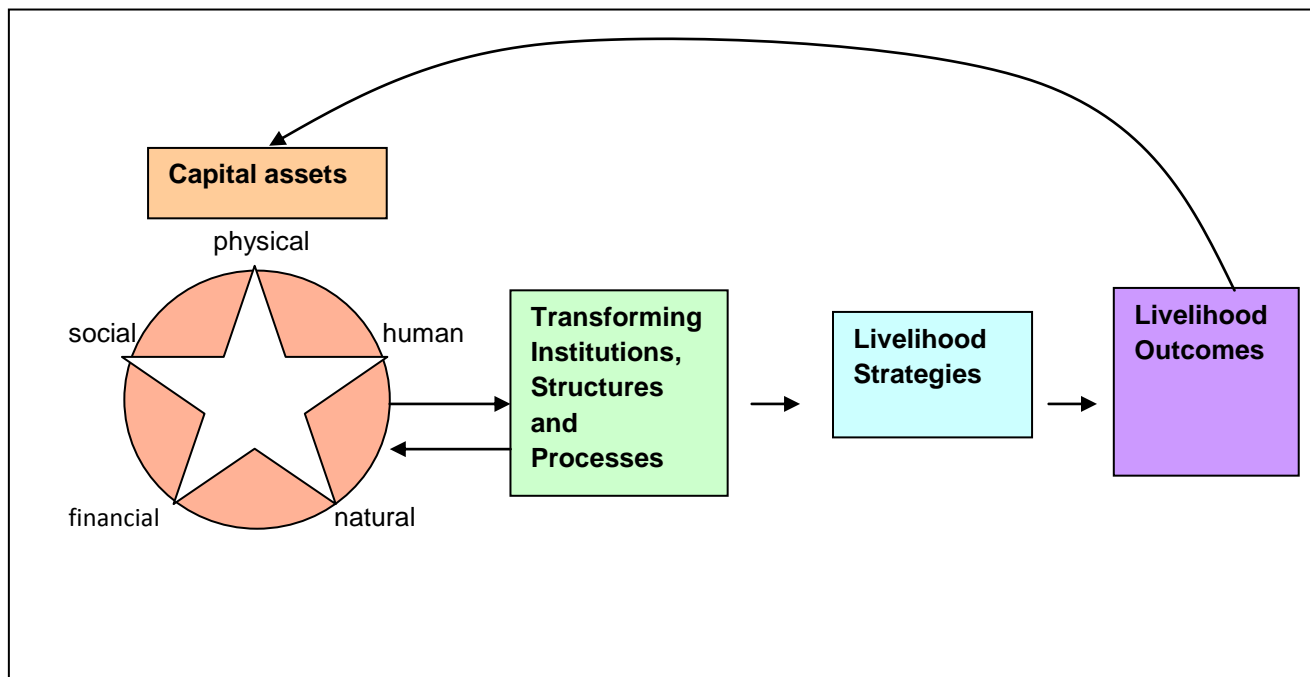 Capital assets
physical
social
human
financial
natural
Transforming
Institutions,
Structures
and
Processes
Livelihood
Strategies
Livelihood
Outcomes